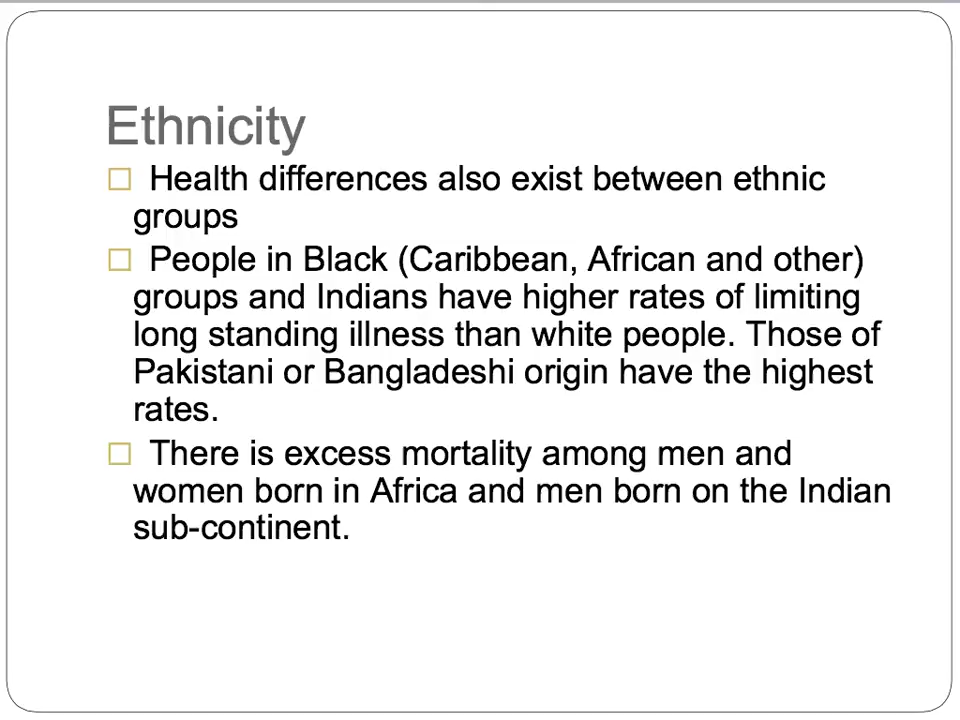 Ethnicity
Health differences also exist between ethnic
groups
People in Black (Caribbean, African and other)
groups and Indians have higher rates of limiting
long standing illness than white people. Those of
Pakistani or Bangladeshi origin have the highest
rates.
There is excess mortality among men and
women born in Africa and men born on the Indian
sub-continent.